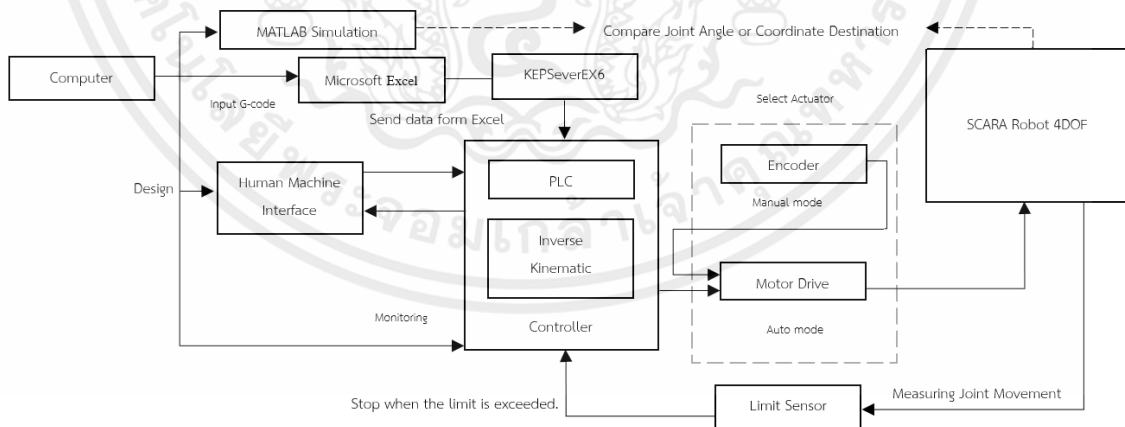 MATLAB Simulation
Compare Joint Angle or Coordinate Destination
Computer
Microsoft Excel
KEPSeverEX6
Input G-code
Send data form Excel
Select Actuator
SCARA Robot 4DOF
Design
Human Machine
Interface
PLC
Inverse
Kinematic
Controller
Monitoring
Encoder
Manual mode
Motor Drive
Auto mode
Stop when the limit is exceeded.
Limit Sensor
Measuring Joint Movement